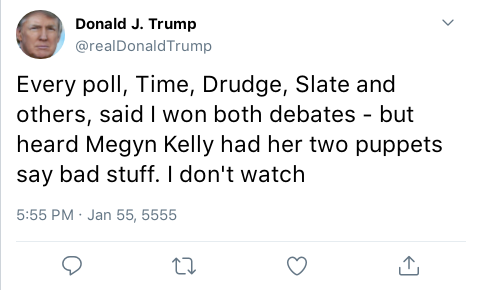 Donald J. Trump
@realDonaldTrump
Every poll, Time, Drudge, Slate and
others, said I won both debates - but
heard Megyn Kelly had her two puppets
say bad stuff. I don't watch
5:55 PM · Jan 55, 5555